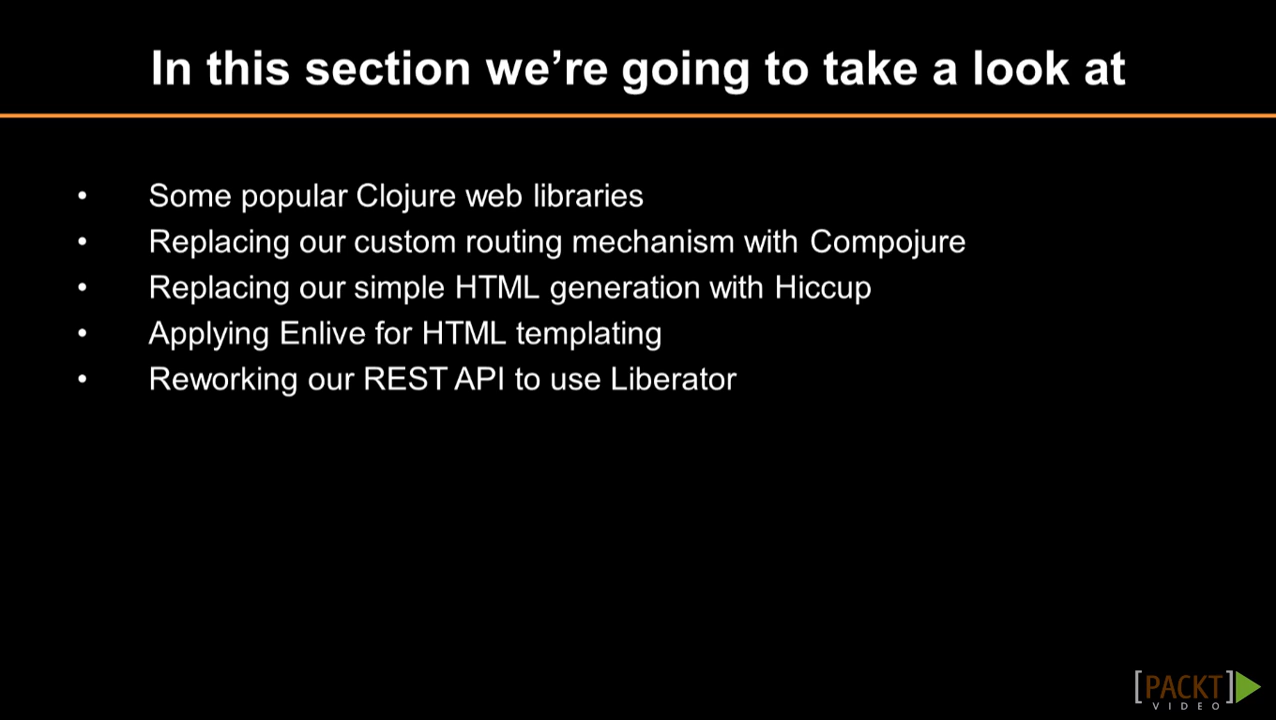 In this section we’re going to take a look at
• Some popular Clojure web libraries
• Replacing our custom routing mechanism with Compojure
• Replacing our simple HTML generation with Hiccup
• Applying Enlive for HTML templating
• Reworking our REST API to use Liberator
[PACKT]
VIDEO